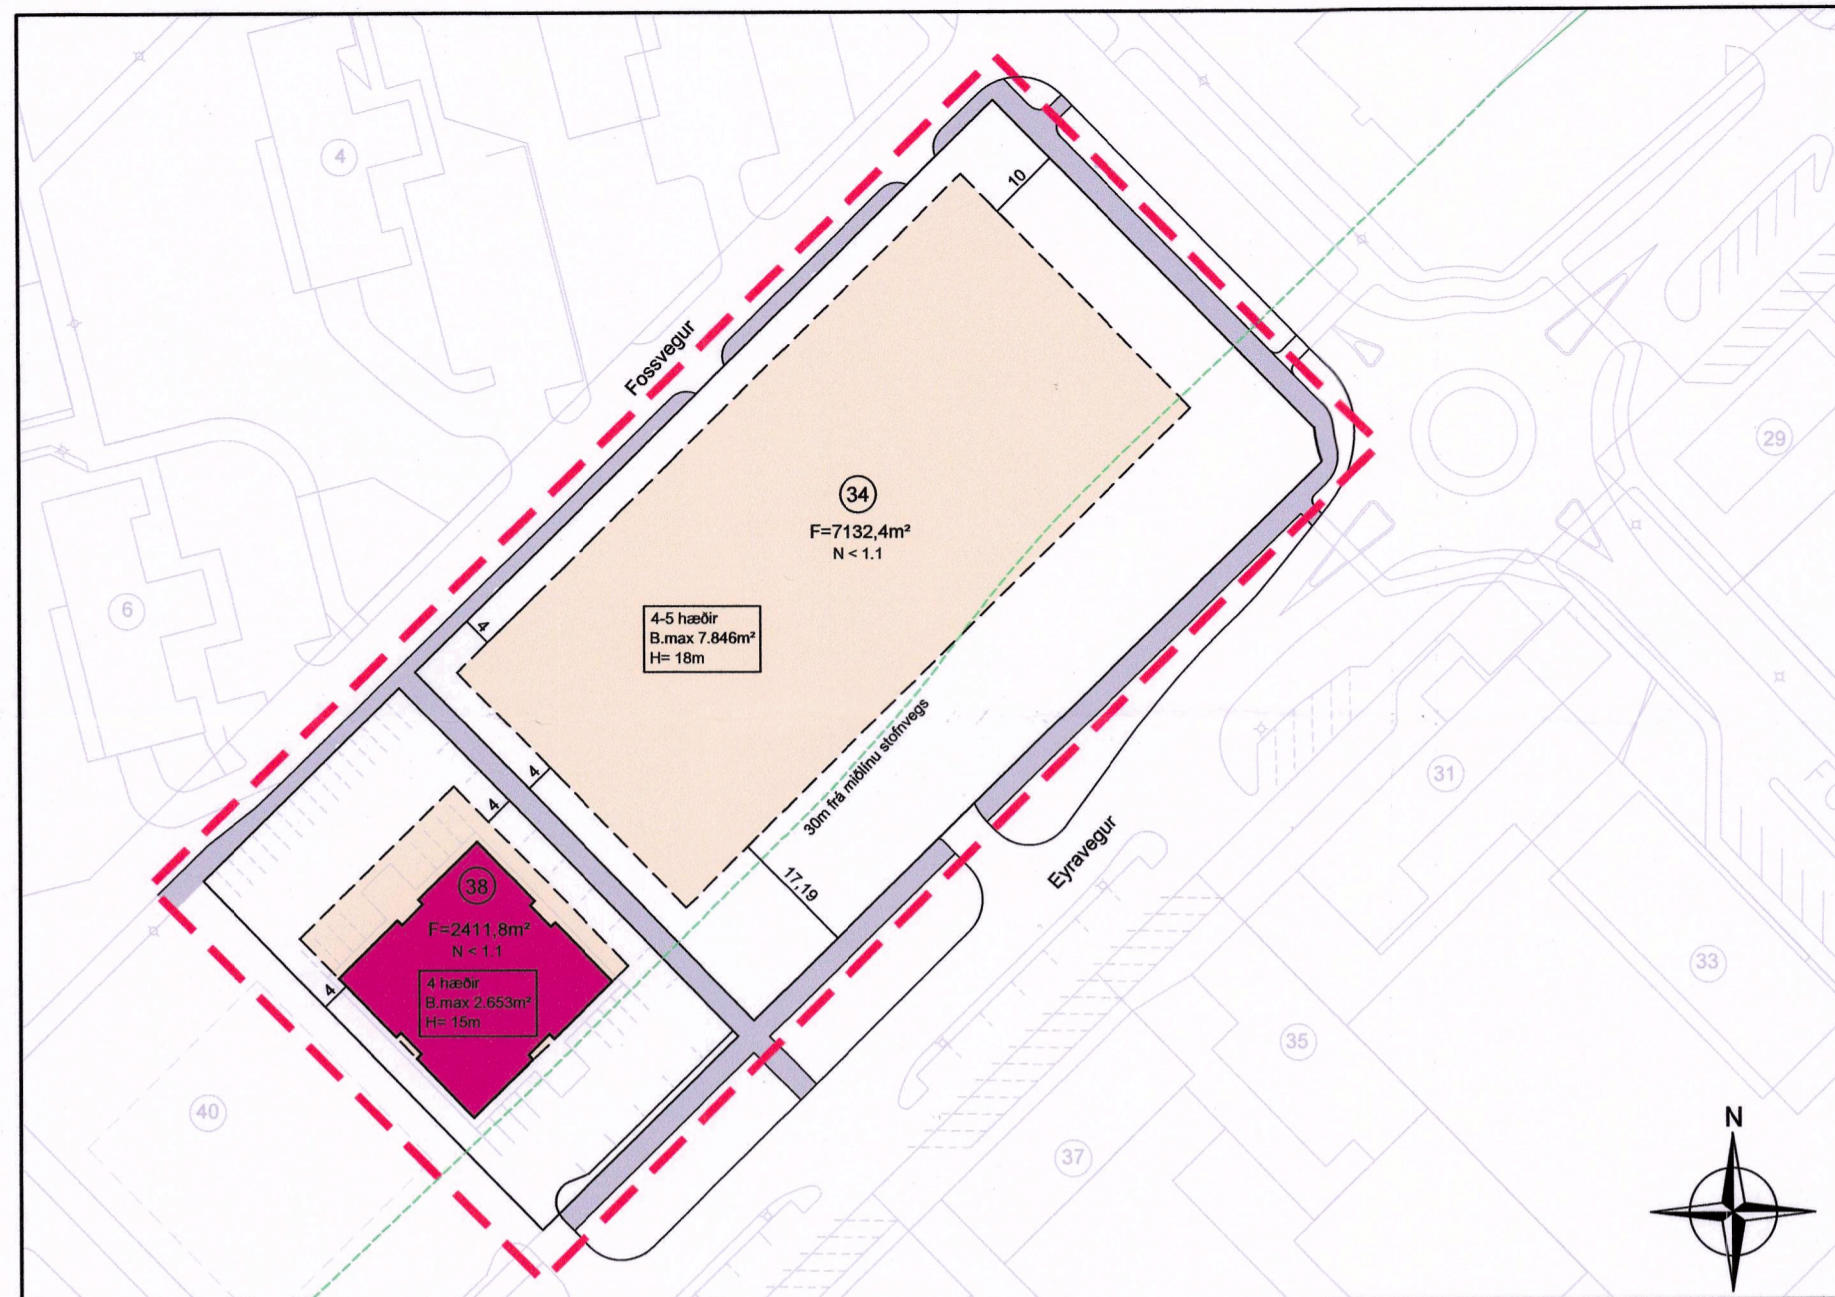 4
10
Fossvegur
29
34
F=7132,4m²
N < 1.1
6
4
4-5 hæðir
B.max 7.846m²
H= 18m
30m frá miðlínu stofnvegs
4
4
31
Eyravegur
17,19
38
F=2411,8m²
N < 1.1
4 hæðir
B.max 2.653m²
H= 15m
4
33
35
40
37
N